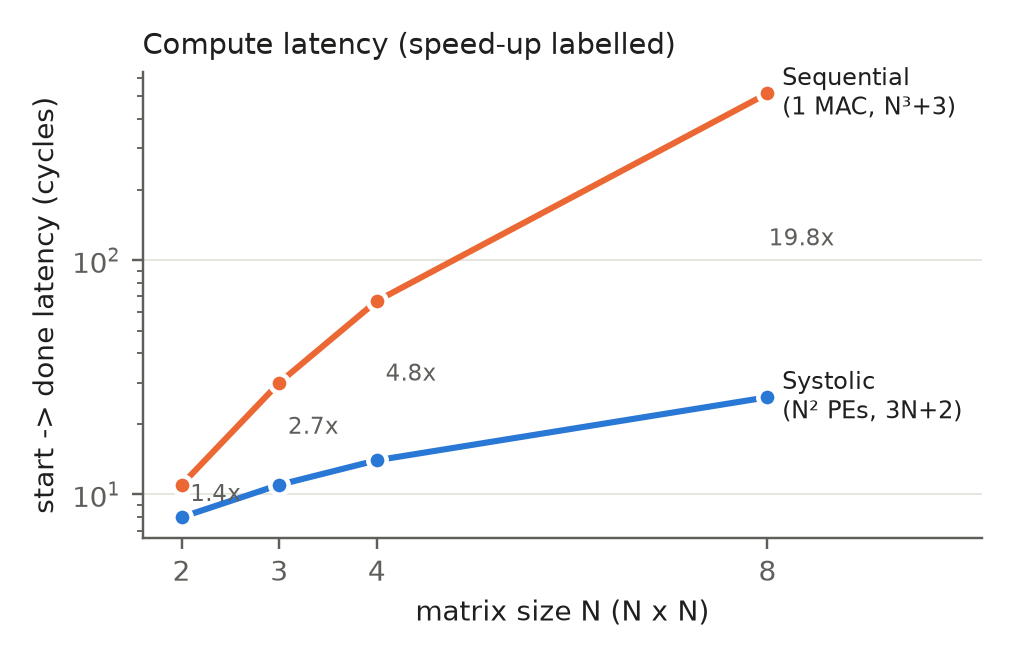 Compute latency (speed-up labelled)
start -> done latency (cycles)
10²
10¹
Sequential
(1 MAC, N³+3)
19.8x
4.8x
2.7x
1.4x
Systolic
(N² PEs, 3N+2)
2 3 4 8
matrix size N (N x N)